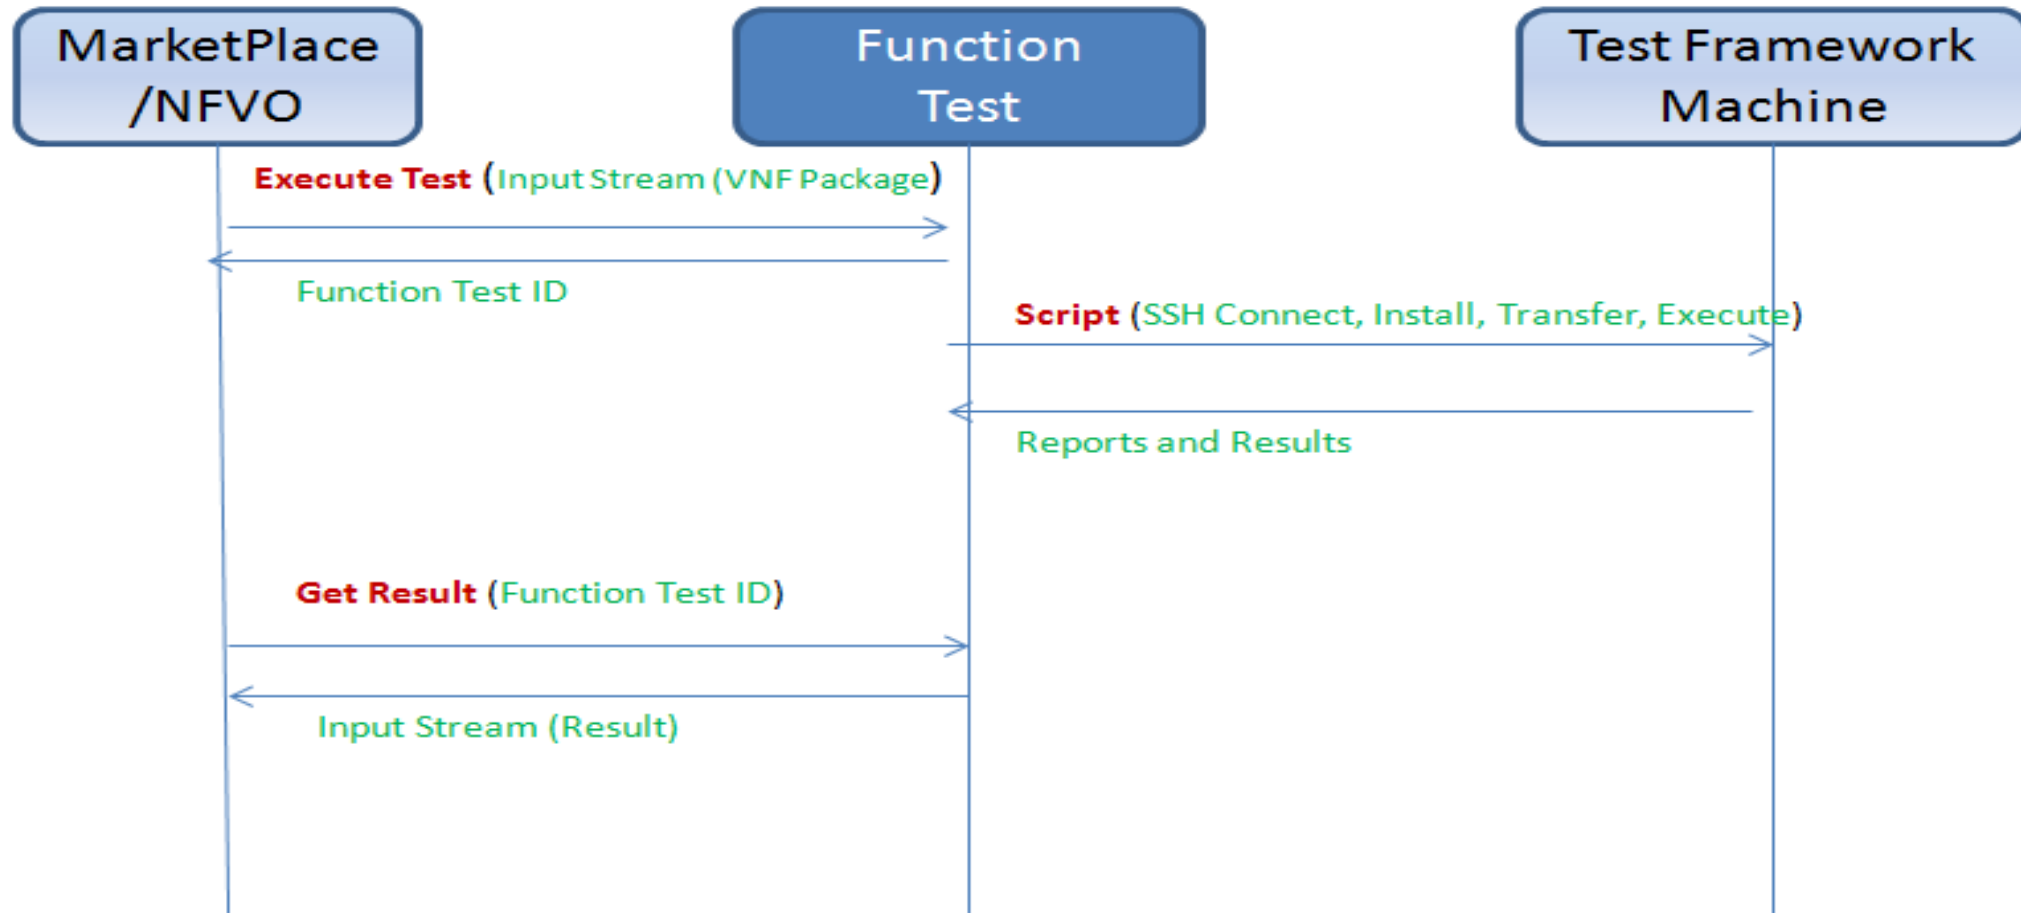 MarketPlace
/NFVO
Function
Test
Test Framework
Machine
Execute Test (Input Stream (VNF Package)
Function Test ID
Script (SSH Connect, Install, Transfer, Execute)
Reports and Results
Get Result (Function Test ID)
Input Stream (Result)